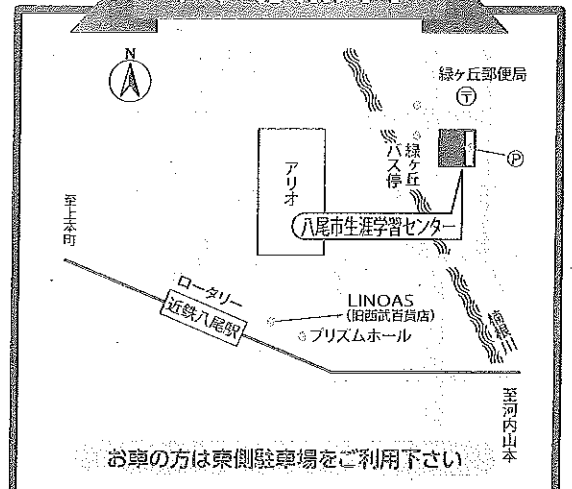 N
緑ヶ丘郵便局
〒
P
緑ヶ丘
バス停
アリオ
八尾市生涯学習センター
至上本町
ロータリー
近鉄八尾駅
LINOAS
(旧西武百貨店)
プリズムホール
楠根川
至河内山本
お車の方は東側駐車場をご利用下さい